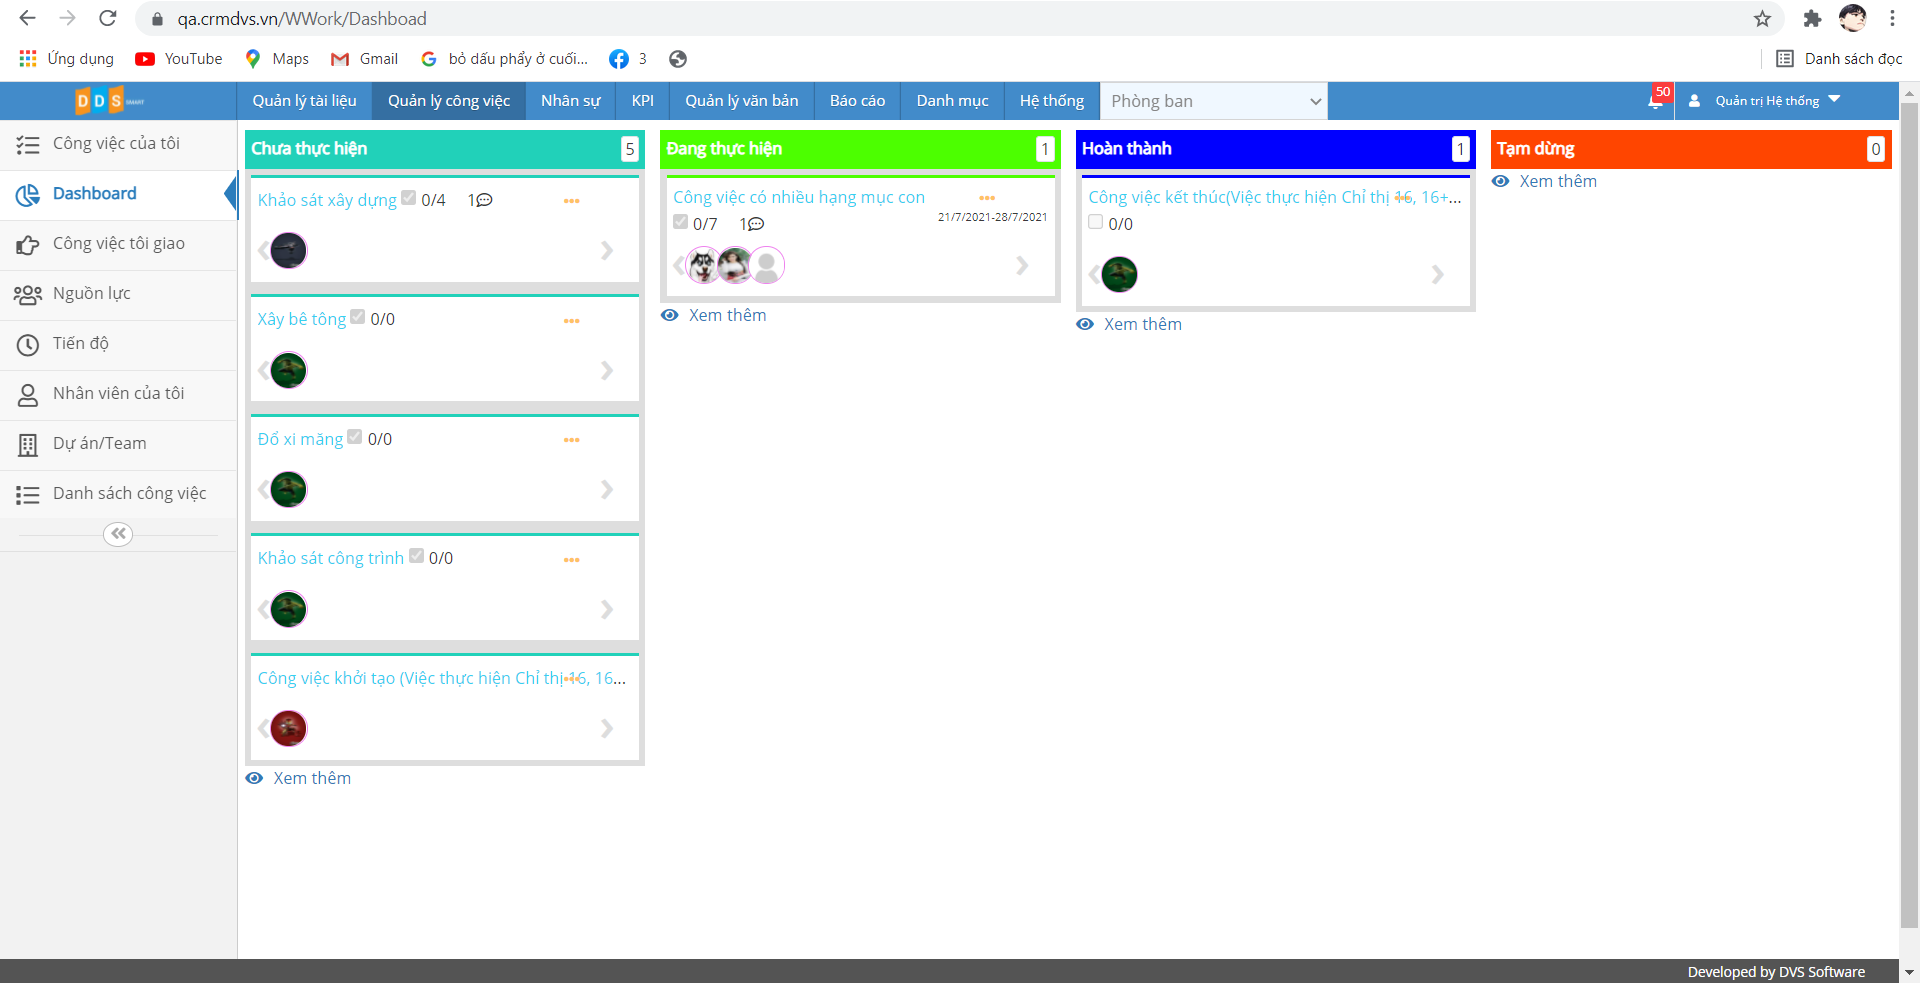 qa.crmdvs.vn/WWork/Dashboad
Ứng dụng YouTube Maps Gmail bỏ dấu phẩy ở cuối... 3 Danh sách đọc
DDS SMART Quản lý tài liệu Quản lý công việc Nhân sự KPI Quản lý văn bản Báo cáo Danh mục Hệ thống Phòng ban 50 Quản trị Hệ thống
Công việc của tôi
Dashboard
Công việc tôi giao
Nguồn lực
Tiến độ
Nhân viên của tôi
Dự án/Team
Danh sách công việc
Chưa thực hiện 5
Khảo sát xây dựng 0/4 1
Xây bê tông 0/0
Đổ xi măng 0/0
Khảo sát công trình 0/0
Công việc khởi tạo (Việc thực hiện Chỉ thị 16, 16...
Xem thêm
Đang thực hiện 1
Công việc có nhiều hạng mục con
21/7/2021-28/7/2021
0/7 1
Xem thêm
Hoàn thành 1
Công việc kết thúc(Việc thực hiện Chỉ thị 16, 16+...
0/0
Xem thêm
Tạm dừng 0
Xem thêm
Developed by DVS Software